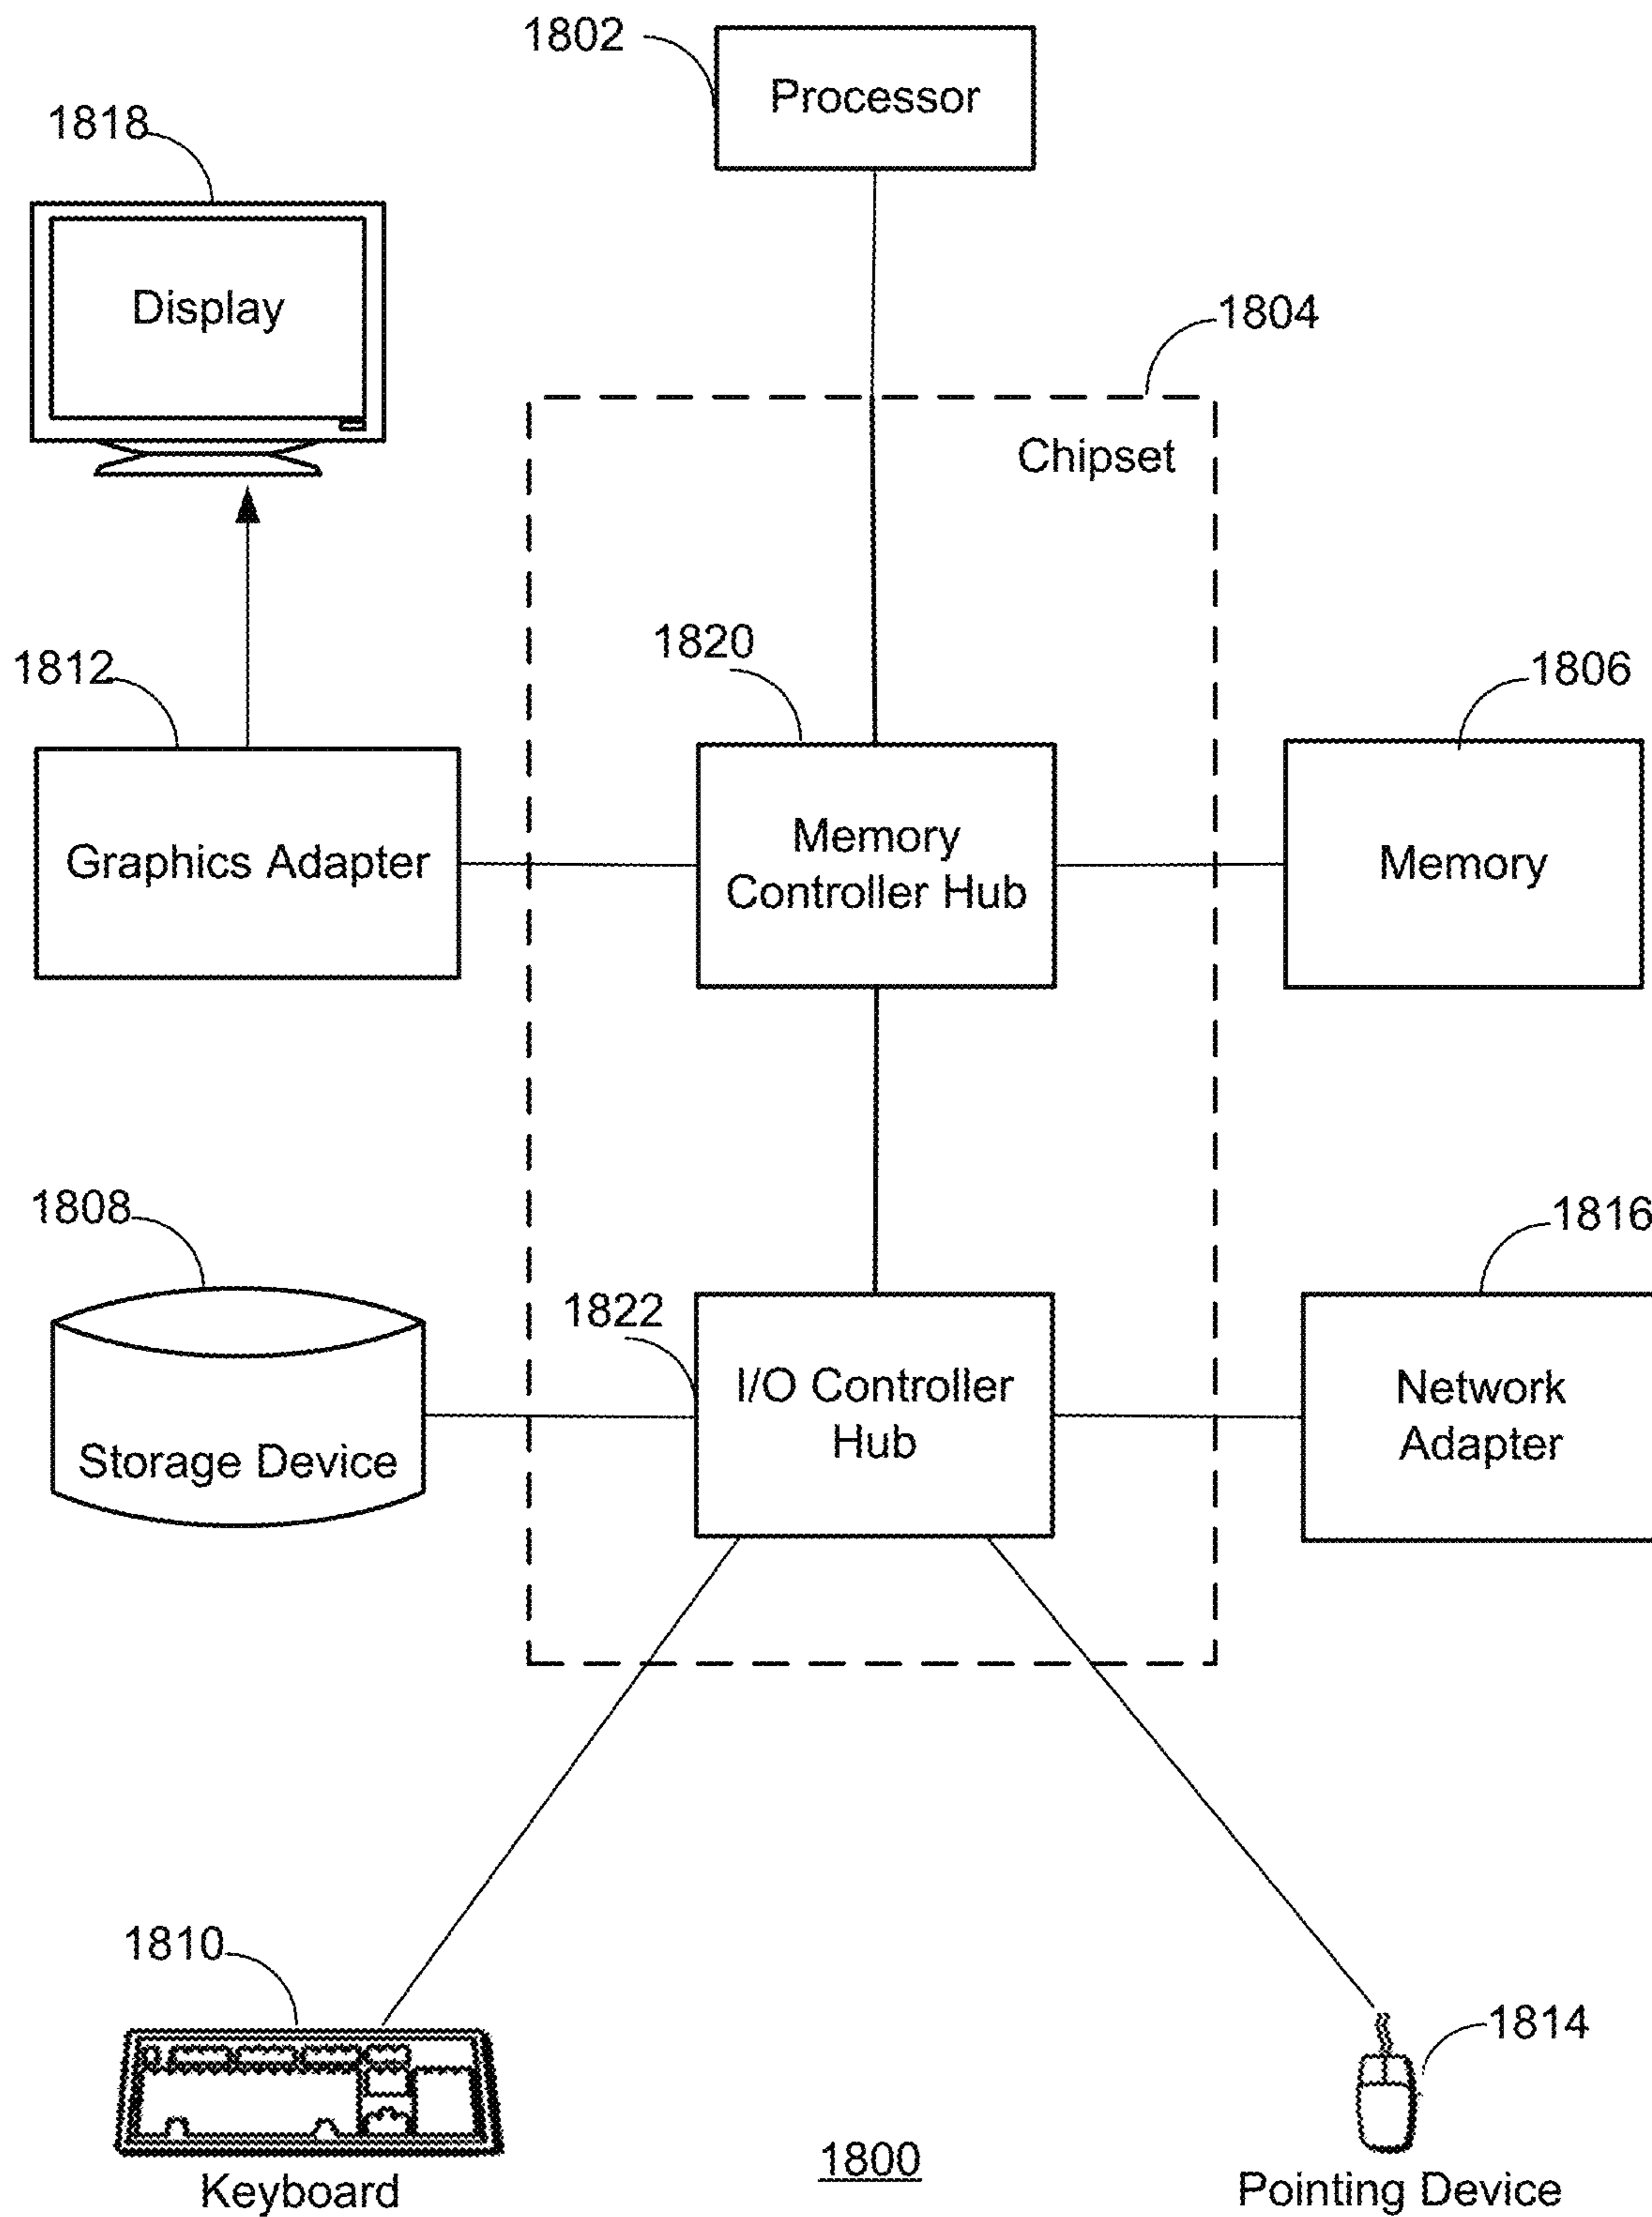 1802
Processor
1818
Display
1804
Chipset
1820
1812
1806
Graphics Adapter
Memory
Controller Hub
Memory
1808
1816
1822
Storage Device
I/O Controller
Hub
Network
Adapter
1810
1814
Keyboard
1800
Pointing Device